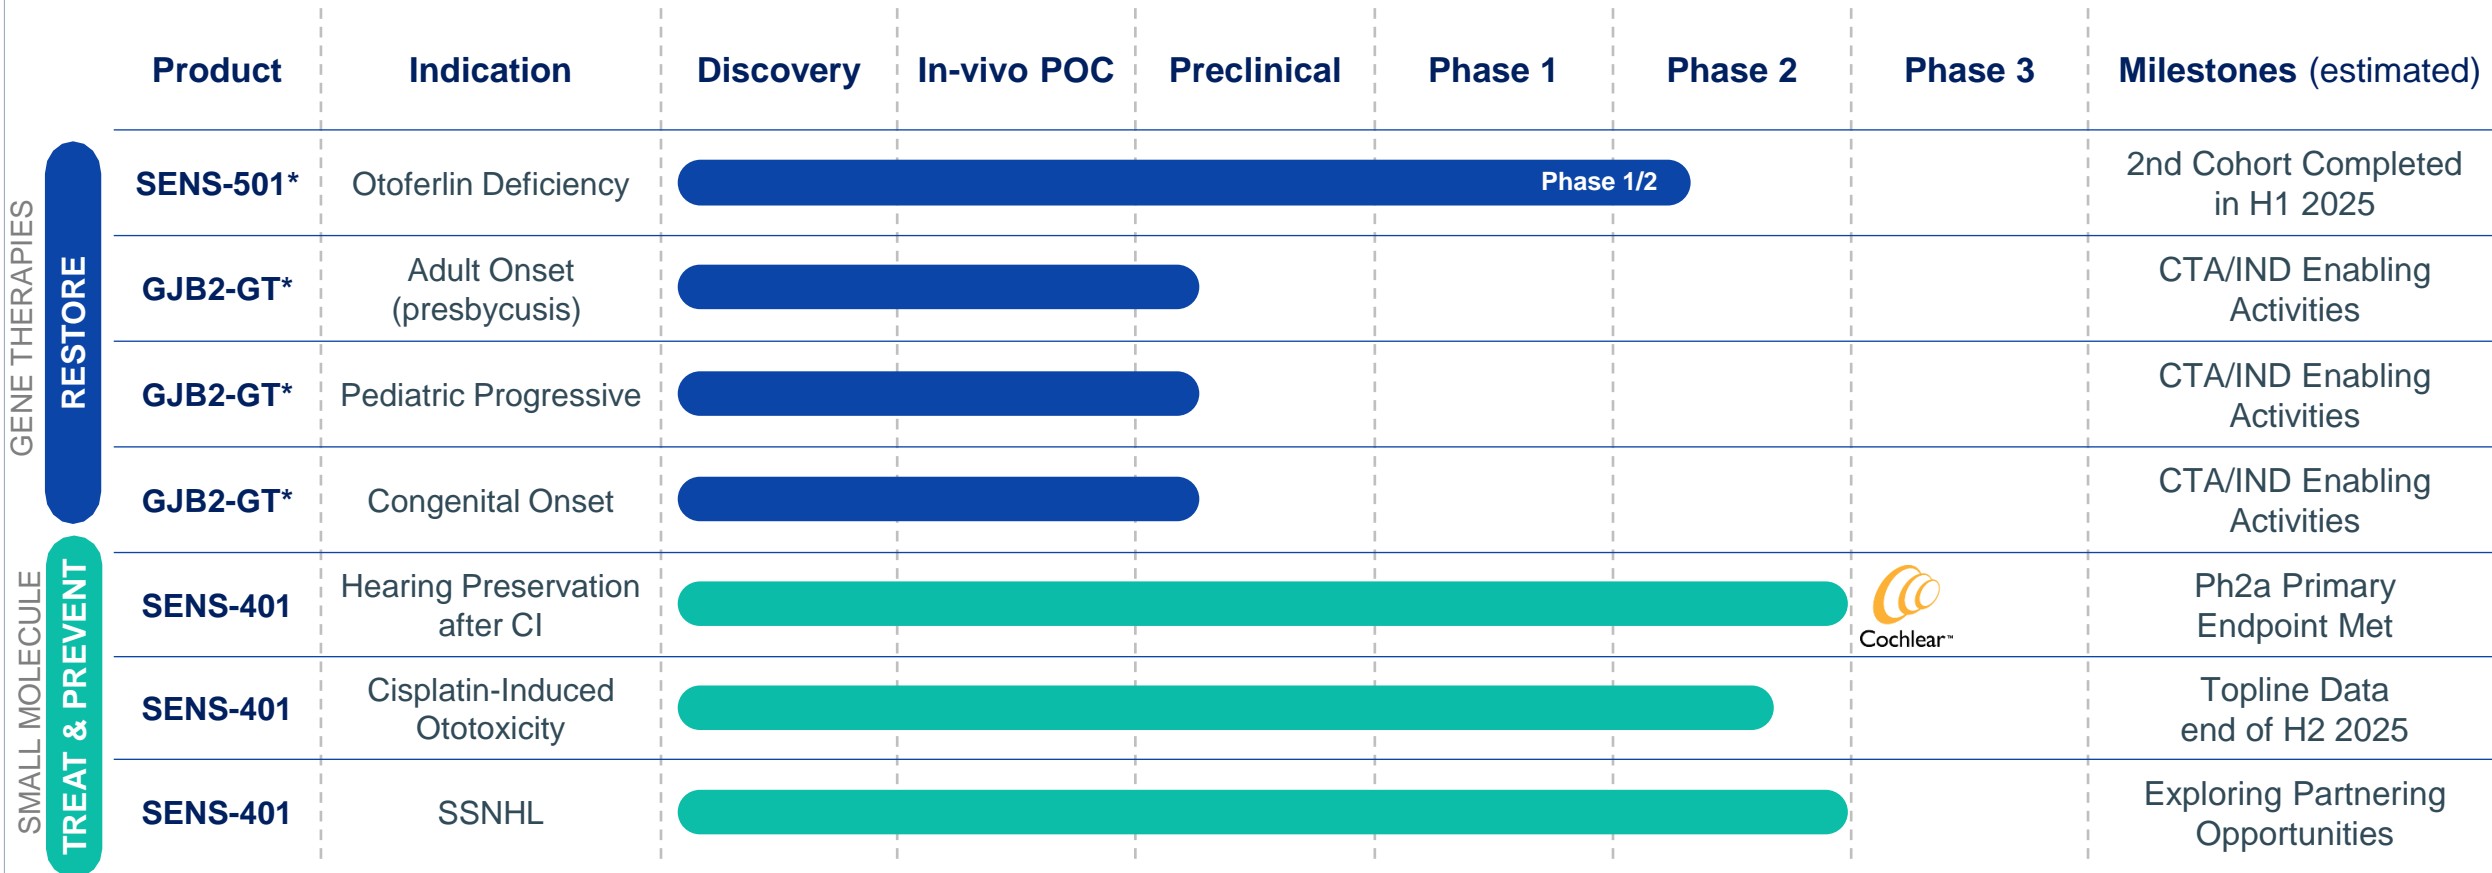 Product Indication Discovery In-vivo POC Preclinical Phase 1 Phase 2 Phase 3 Milestones (estimated)
GENE THERAPIES
RESTORE
SENS-501* Otoferlin Deficiency Phase 1/2 2nd Cohort Completed
in H1 2025
GJB2-GT* Adult Onset
(presbycusis)
CTA/IND Enabling
Activities
GJB2-GT* Pediatric Progressive CTA/IND Enabling
Activities
GJB2-GT* Congenital Onset CTA/IND Enabling
Activities
SMALL MOLECULE
TREAT & PREVENT
SENS-401 Hearing Preservation
after CI
Cochlear™
Ph2a Primary
Endpoint Met
SENS-401 Cisplatin-Induced
Ototoxicity
Topline Data
end of H2 2025
SENS-401 SSNHL Exploring Partnering
Opportunities